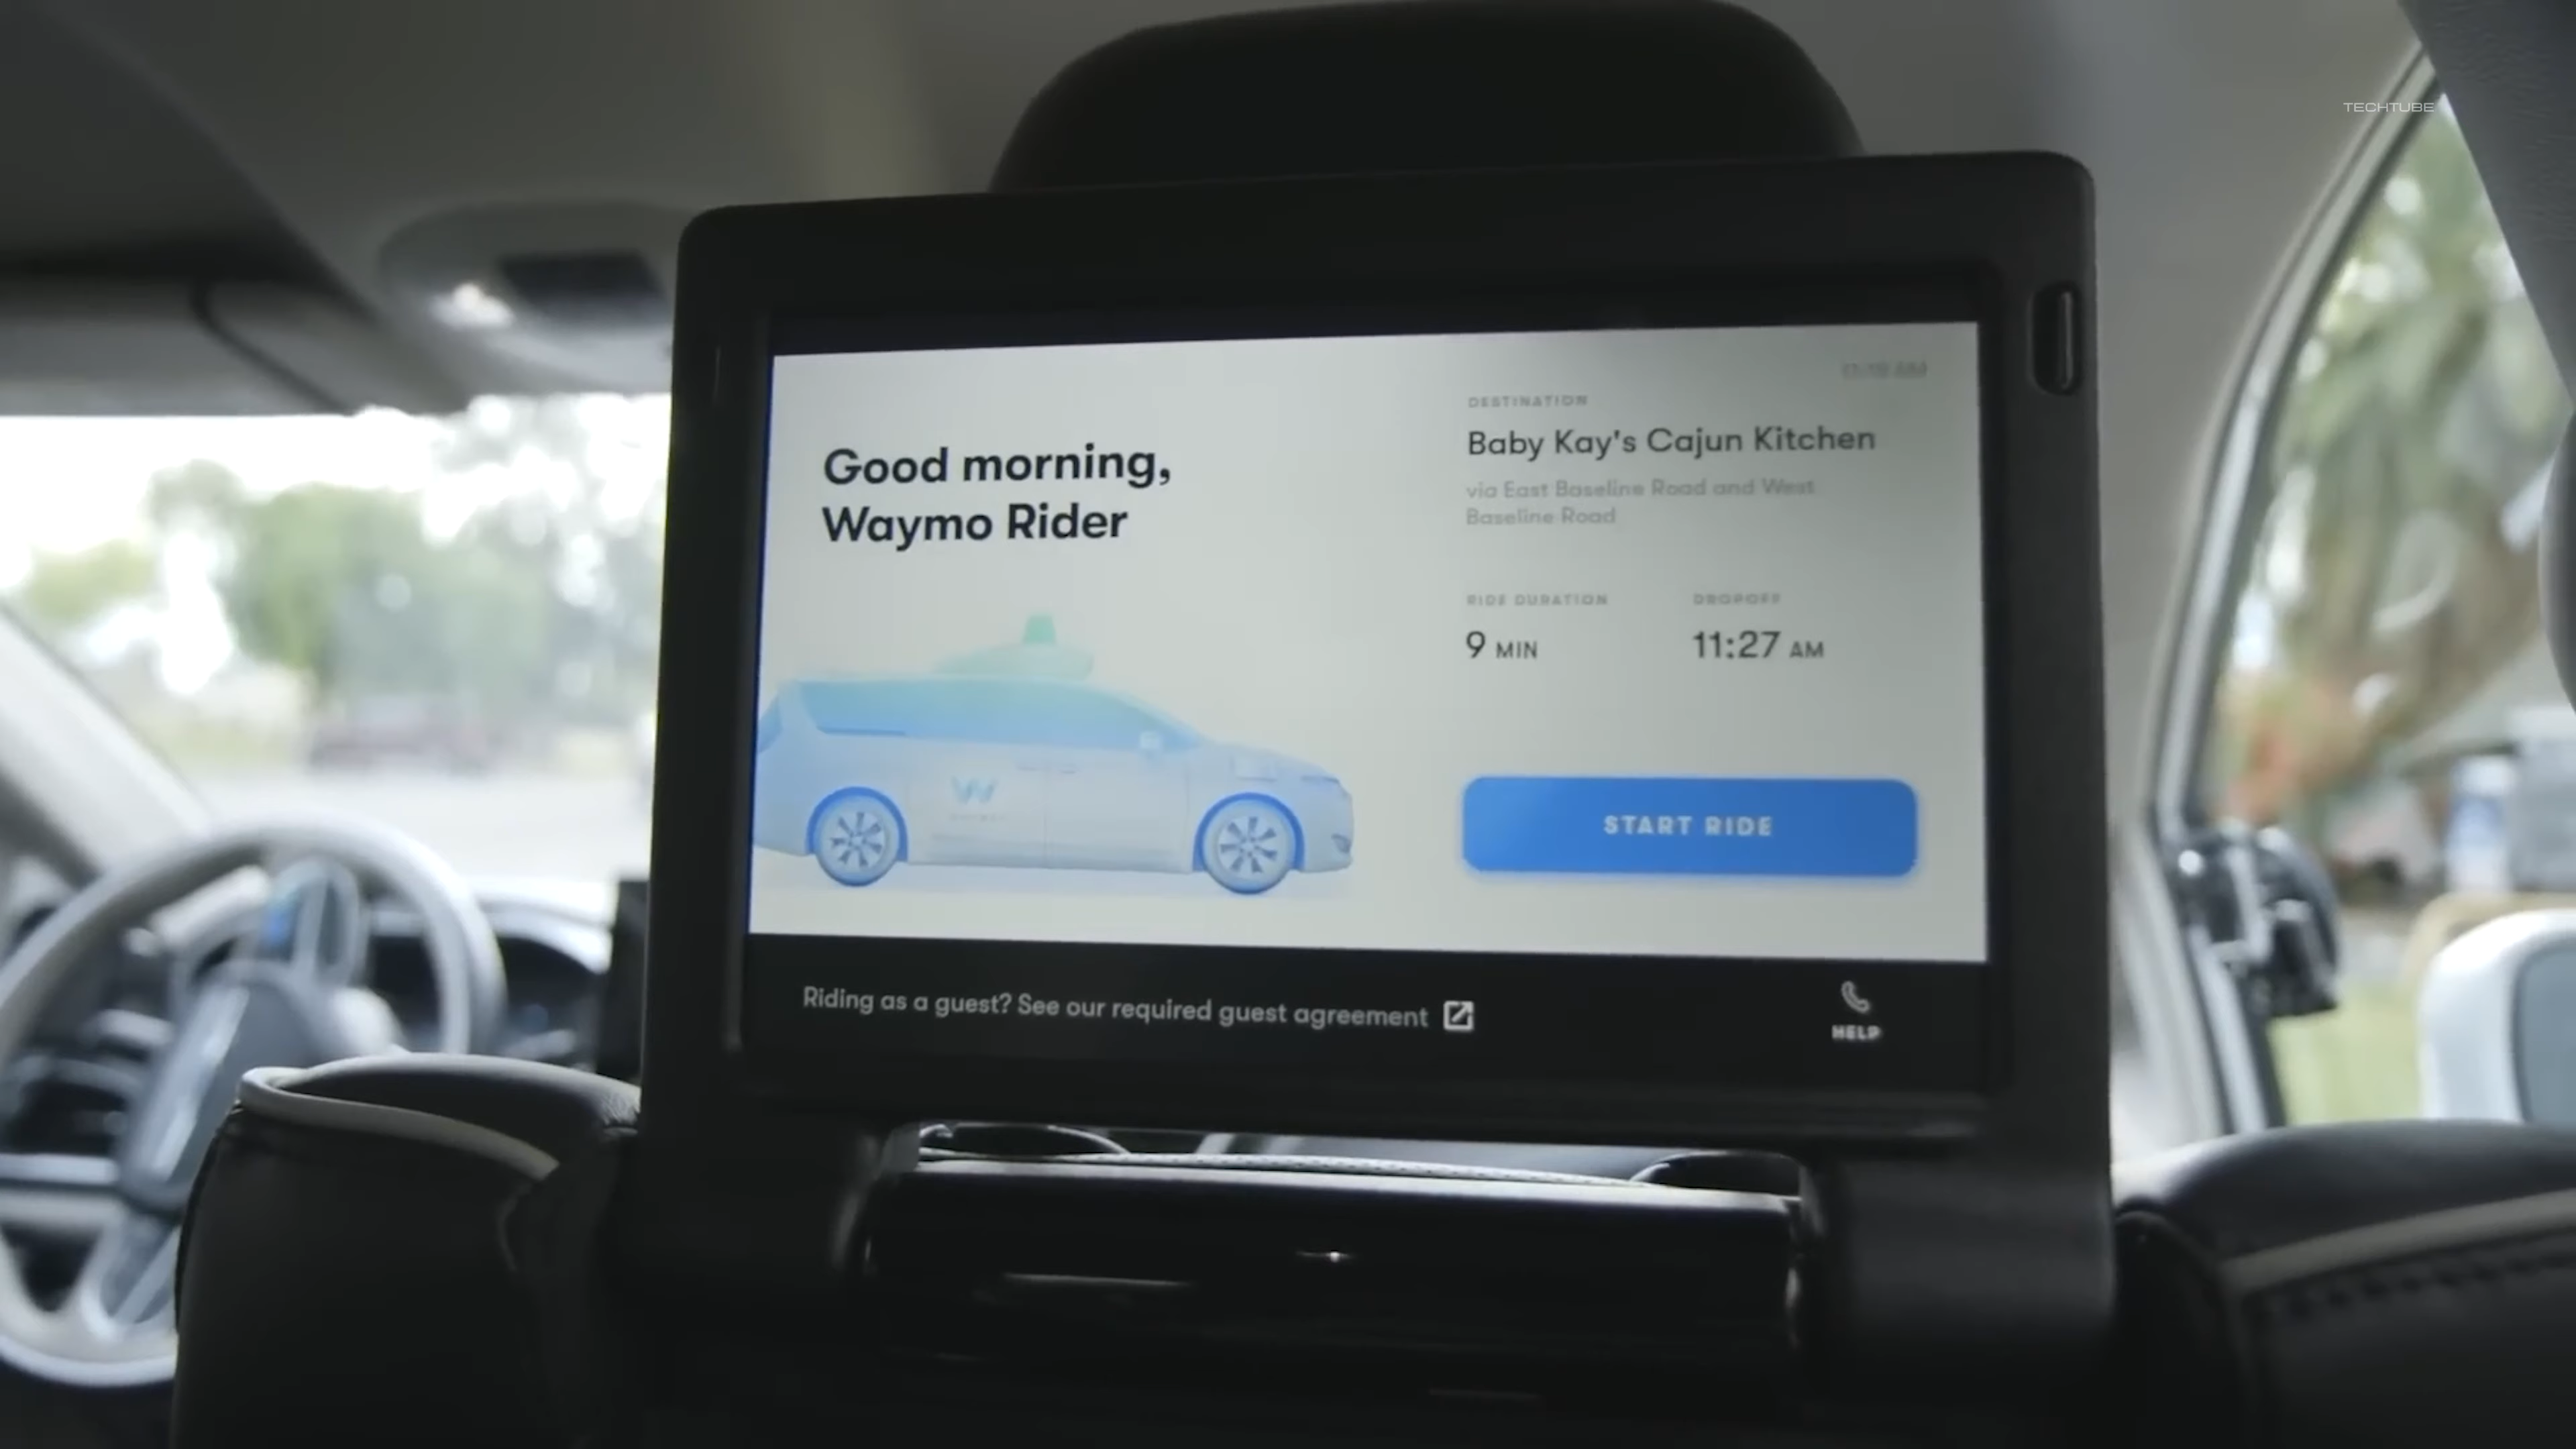 TECHTUBE
Good morning,
Waymo Rider
DESTINATION
Baby Kay's Cajun Kitchen
via East Baseline Road and West
Baseline Road
RIDE DURATION
DROPOFF
9 MIN
11:27 AM
START RIDE
Riding as a guest? See our required guest agreement
HELP